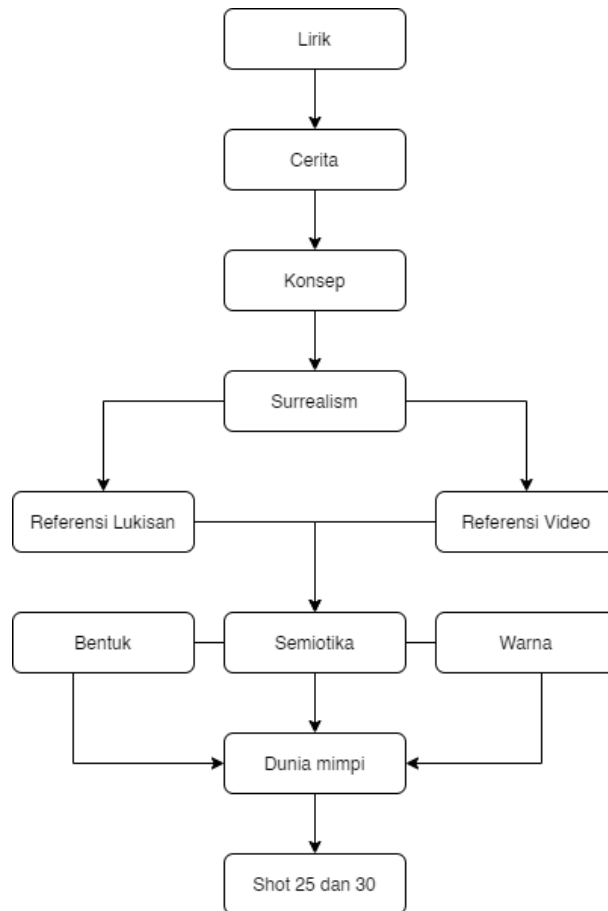 Lirik
Cerita
Konsep
Surrealism
Referensi Lukisan
Referensi Video
Bentuk
Semiotika
Warna
Dunia mimpi
Shot 25 dan 30